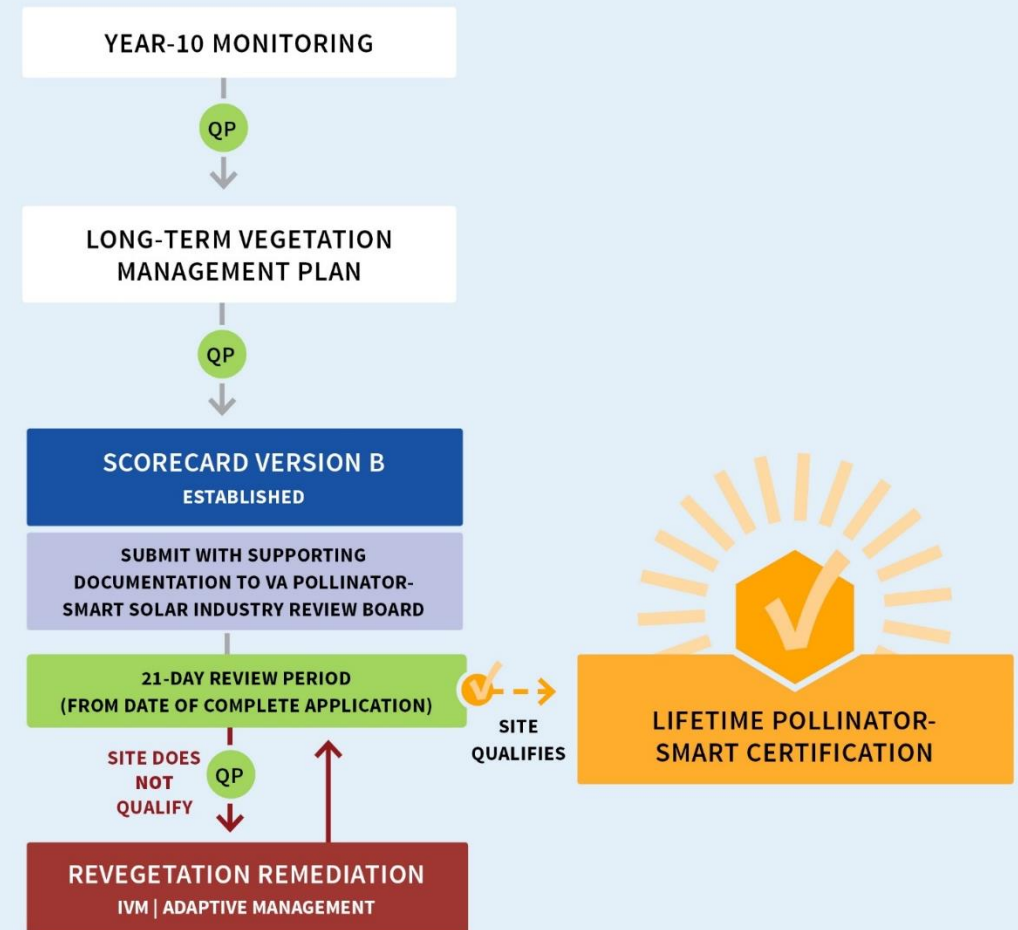 YEAR-10 MONITORING
QP
LONG-TERM VEGETATION
MANAGEMENT PLAN
QP
SCORECARD VERSION B
ESTABLISHED
SUBMIT WITH SUPPORTING
DOCUMENTATION TO VA POLLINATOR-
SMART SOLAR INDUSTRY REVIEW BOARD
21-DAY REVIEW PERIOD
(FROM DATE OF COMPLETE APPLICATION)
SITE
QUALIFIES
LIFETIME POLLINATOR-
SMART CERTIFICATION
SITE DOES
NOT
QUALIFY
QP
REVEGETATION REMEDIATION
IVM | ADAPTIVE MANAGEMENT